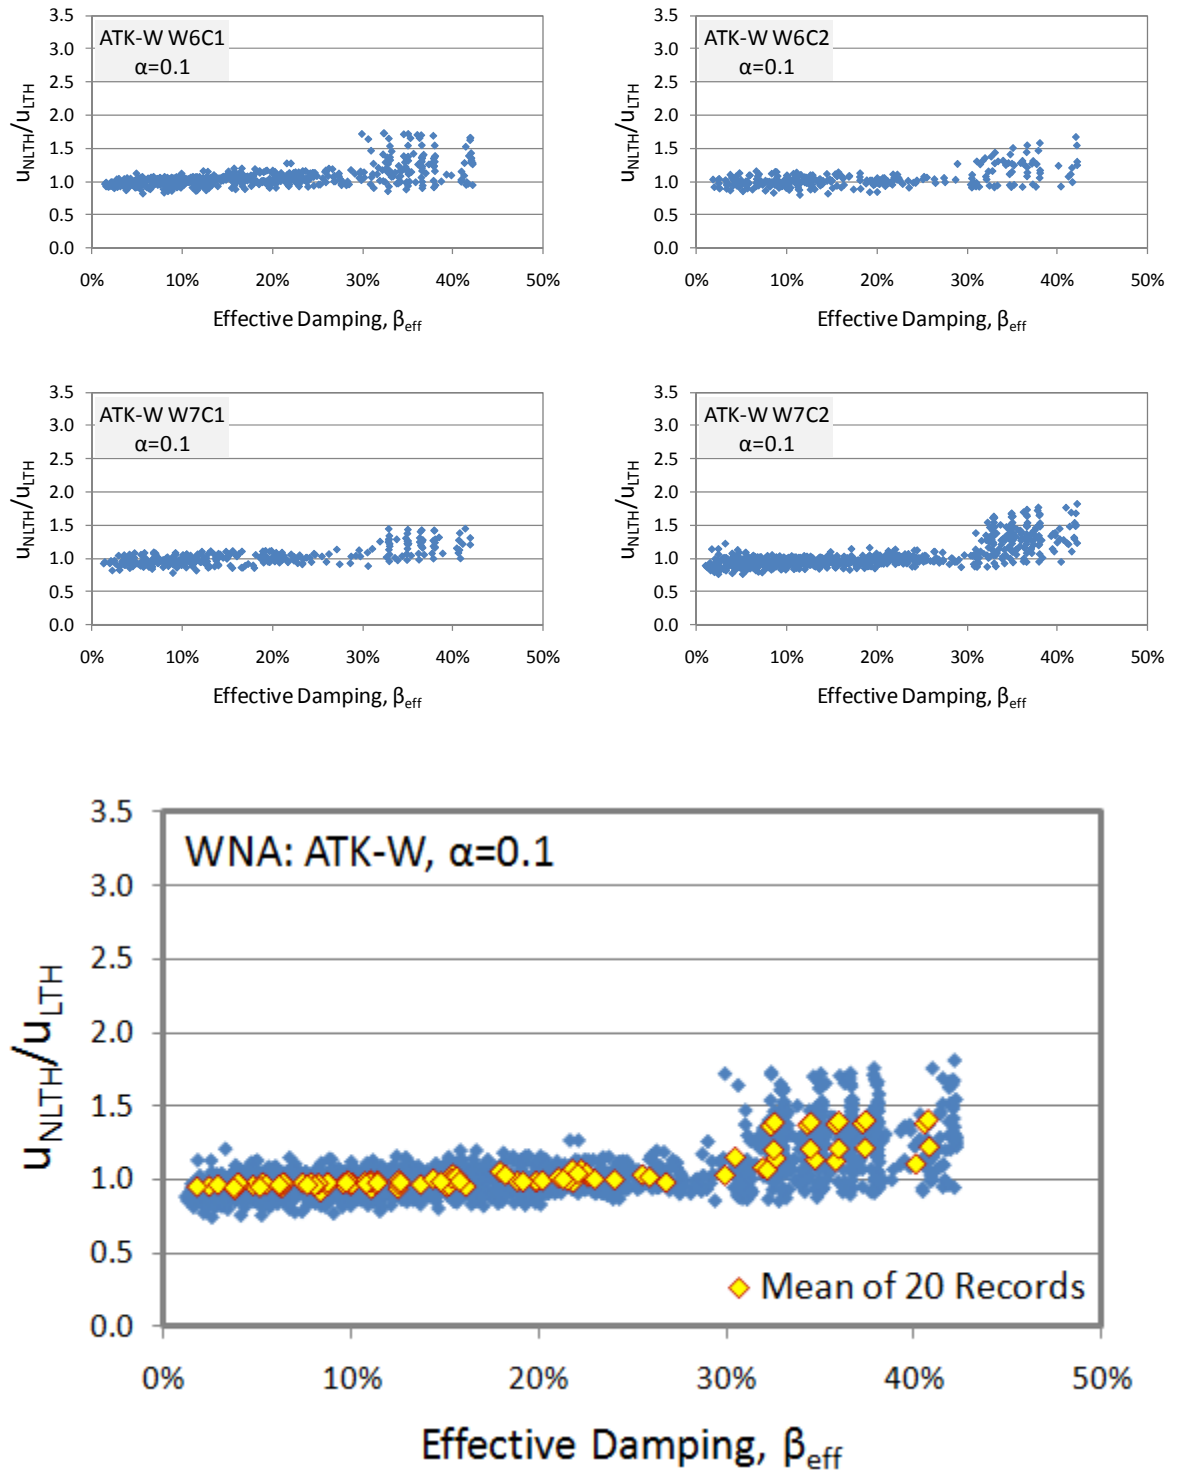 3.5
3.0
2.5
2.0
1.5
1.0
0.5
0.0
ATK-W W6C1
α=0.1
uNLTH/uLTH
0% 10% 20% 30% 40% 50%
Effective Damping, βeff
3.5
3.0
2.5
2.0
1.5
1.0
0.5
0.0
ATK-W W6C2
α=0.1
uNLTH/uLTH
0% 10% 20% 30% 40% 50%
Effective Damping, βeff
3.5
3.0
2.5
2.0
1.5
1.0
0.5
0.0
ATK-W W7C1
α=0.1
uNLTH/uLTH
0% 10% 20% 30% 40% 50%
Effective Damping, βeff
3.5
3.0
2.5
2.0
1.5
1.0
0.5
0.0
ATK-W W7C2
α=0.1
uNLTH/uLTH
0% 10% 20% 30% 40% 50%
Effective Damping, βeff
3.5
3.0
2.5
2.0
1.5
1.0
0.5
0.0
WNA: ATK-W, α=0.1
uNLTH/uLTH
Mean of 20 Records
0% 10% 20% 30% 40% 50%
Effective Damping, βeff